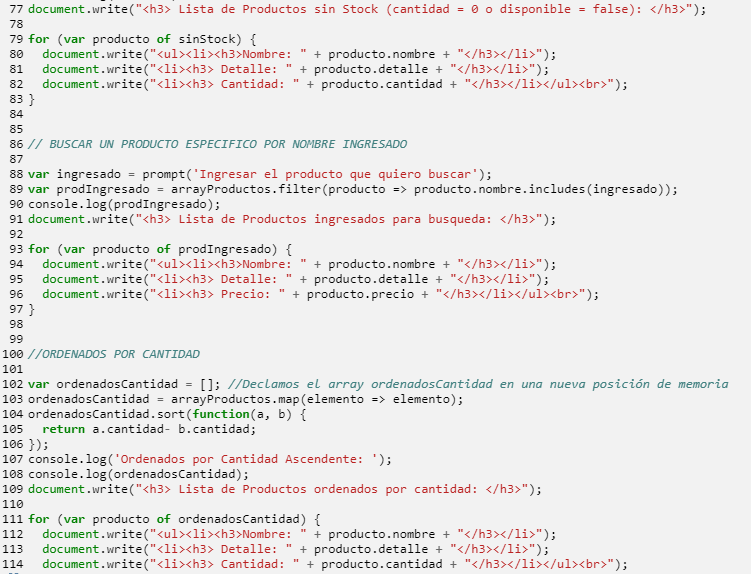 77 document.write("<h3> Lista de Productos sin Stock (cantidad = 0 o disponible = false): </h3>");
78
79 for (var producto of sinStock) {
80   document.write("<ul><li><h3>Nombre: " + producto.nombre + "</h3></li>");
81   document.write("<li><h3> Detalle: " + producto.detalle + "</h3></li>");
82   document.write("<li><h3> Cantidad: " + producto.cantidad + "</h3></li></ul><br>");
83 }
84
85
86 // BUSCAR UN PRODUCTO ESPECIFICO POR NOMBRE INGRESADO
87
88 var ingresado = prompt('Ingresar el producto que quiero buscar');
89 var prodIngresado = arrayProductos.filter(producto => producto.nombre.includes(ingresado));
90 console.log(prodIngresado);
91 document.write("<h3> Lista de Productos ingresados para busqueda: </h3>");
92
93 for (var producto of prodIngresado) {
94   document.write("<ul><li><h3>Nombre: " + producto.nombre + "</h3></li>");
95   document.write("<li><h3> Detalle: " + producto.detalle + "</h3></li>");
96   document.write("<li><h3> Precio: " + producto.precio + "</h3></li></ul><br>");
97 }
98
99
100 //ORDENADOS POR CANTIDAD
101
102 var ordenadosCantidad = []; //Declamos el array ordenadosCantidad en una nueva posición de memoria
103 ordenadosCantidad = arrayProductos.map(elemento => elemento);
104 ordenadosCantidad.sort(function(a, b) {
105   return a.cantidad- b.cantidad;
106 });
107 console.log('Ordenados por Cantidad Ascendente: ');
108 console.log(ordenadosCantidad);
109 document.write("<h3> Lista de Productos ordenados por cantidad: </h3>");
110
111 for (var producto of ordenadosCantidad) {
112   document.write("<ul><li><h3>Nombre: " + producto.nombre + "</h3></li>");
113   document.write("<li><h3> Detalle: " + producto.detalle + "</h3></li>");
114   document.write("<li><h3> Cantidad: " + producto.cantidad + "</h3></li></ul><br>");